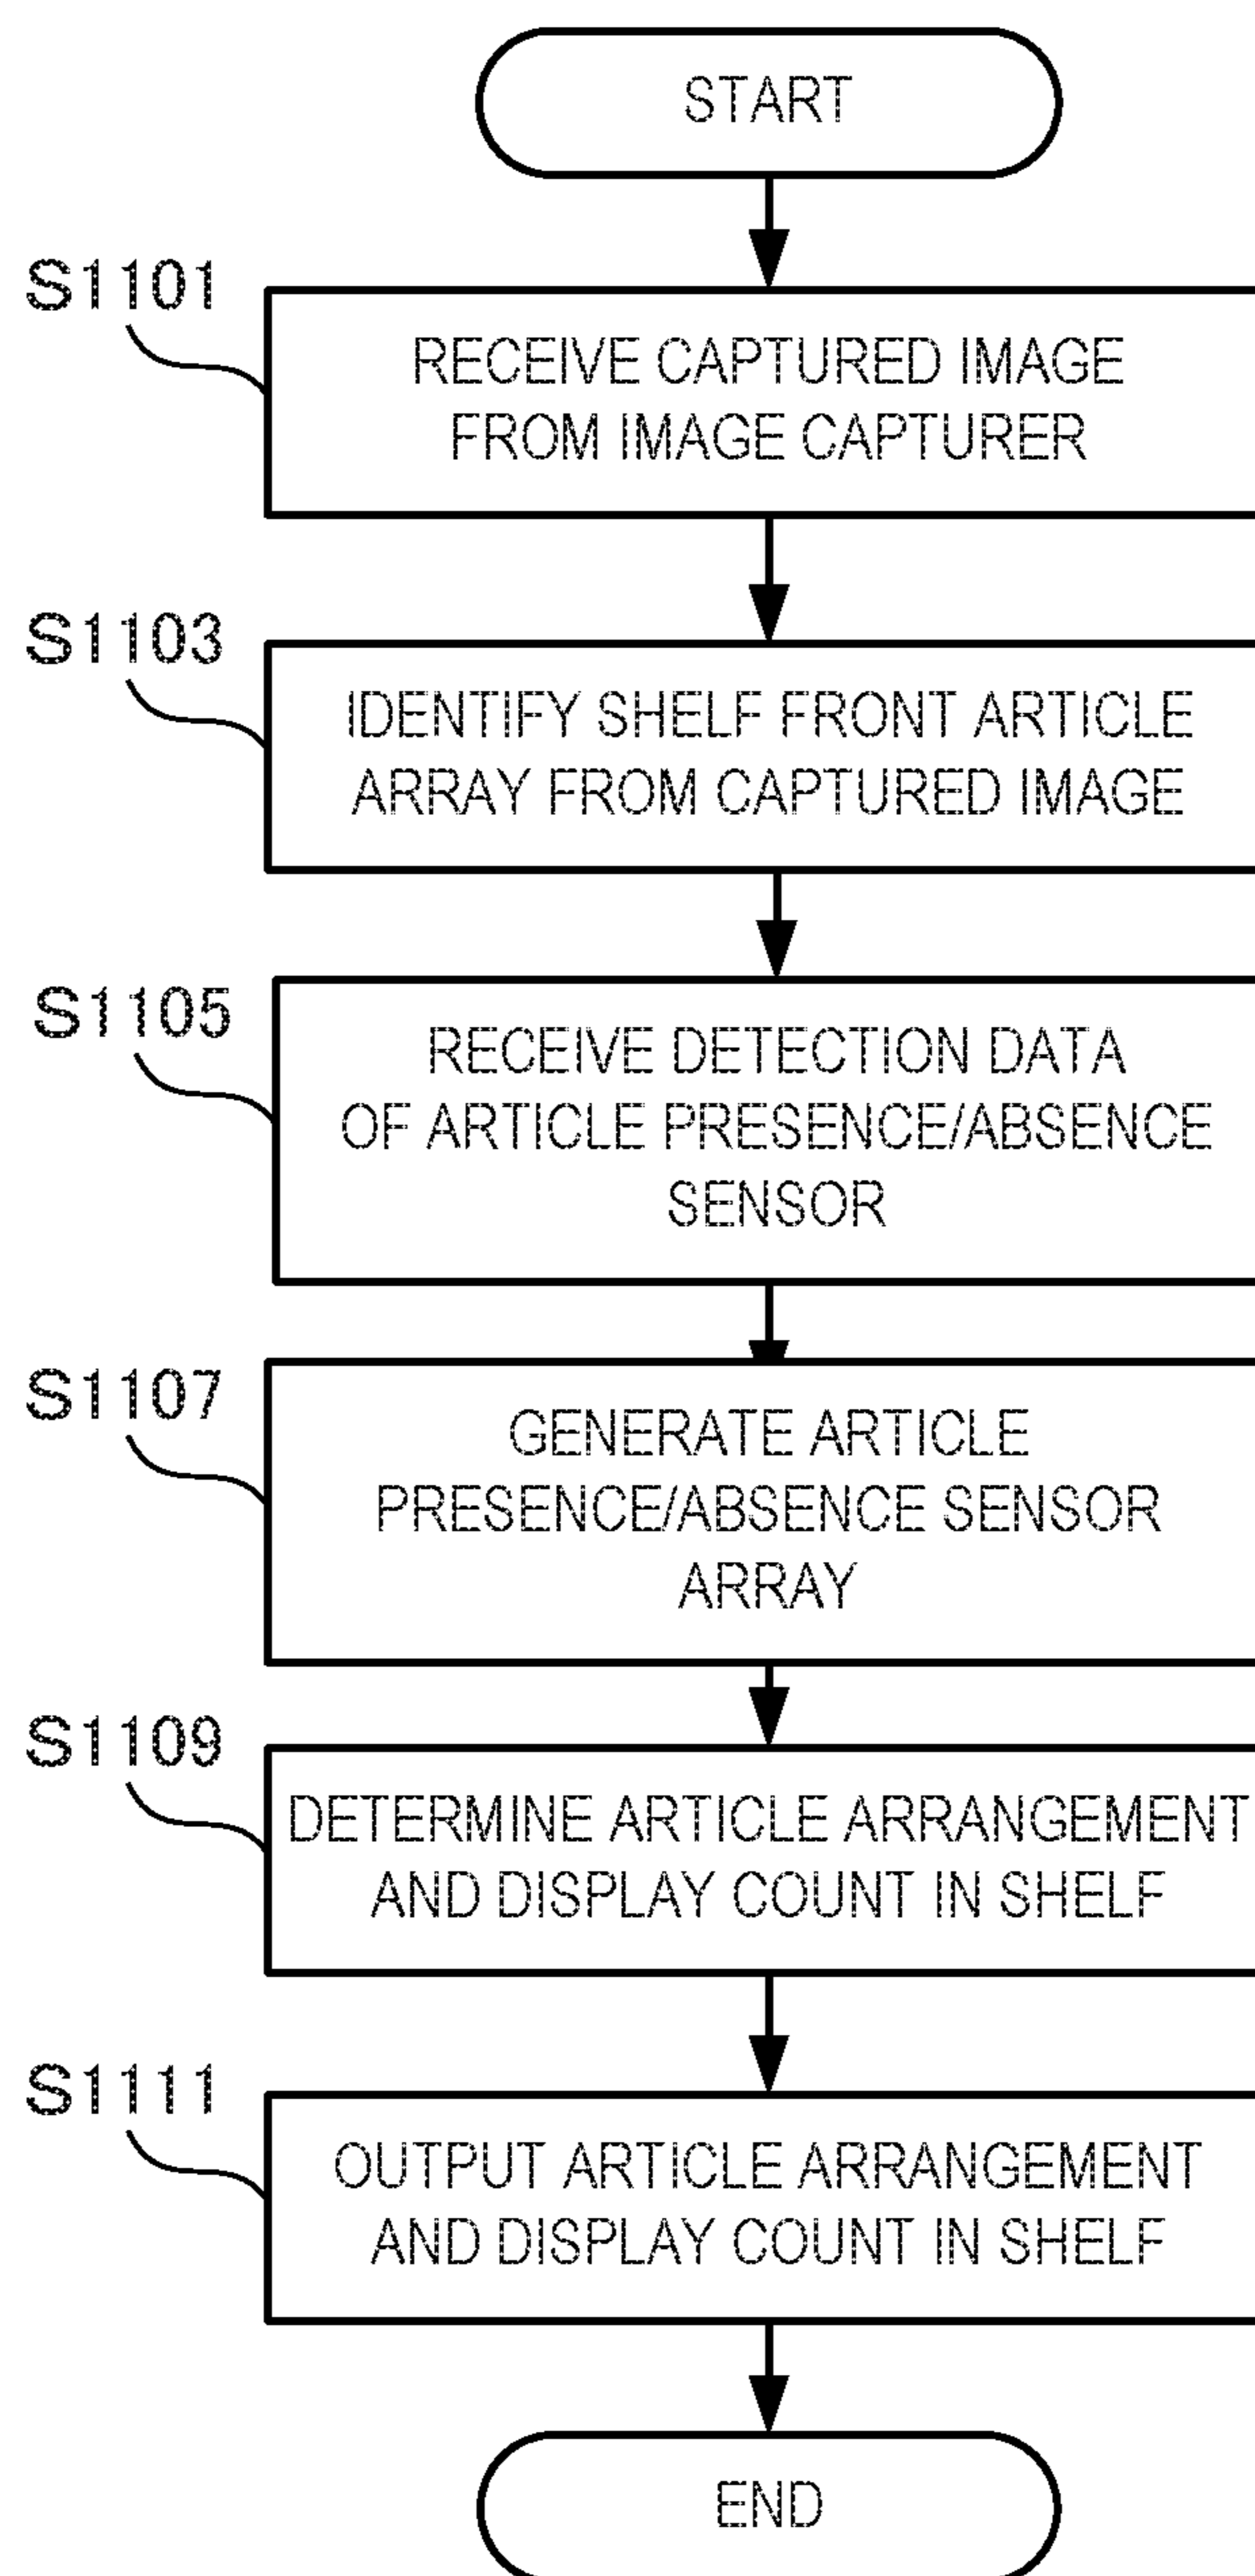 START
S1101
RECEIVE CAPTURED IMAGE
FROM IMAGE CAPTURER
S1103
IDENTIFY SHELF FRONT ARTICLE
ARRAY FROM CAPTURED IMAGE
S1105
RECEIVE DETECTION DATA
OF ARTICLE PRESENCE/ABSENCE
SENSOR
S1107
GENERATE ARTICLE
PRESENCE/ABSENCE SENSOR
ARRAY
S1109
DETERMINE ARTICLE ARRANGEMENT
AND DISPLAY COUNT IN SHELF
S1111
OUTPUT ARTICLE ARRANGEMENT
AND DISPLAY COUNT IN SHELF
END